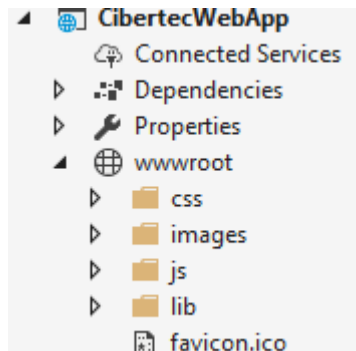 CibertecWebApp
Connected Services
Dependencies
Properties
wwwroot
css
images
js
lib
favicon.ico